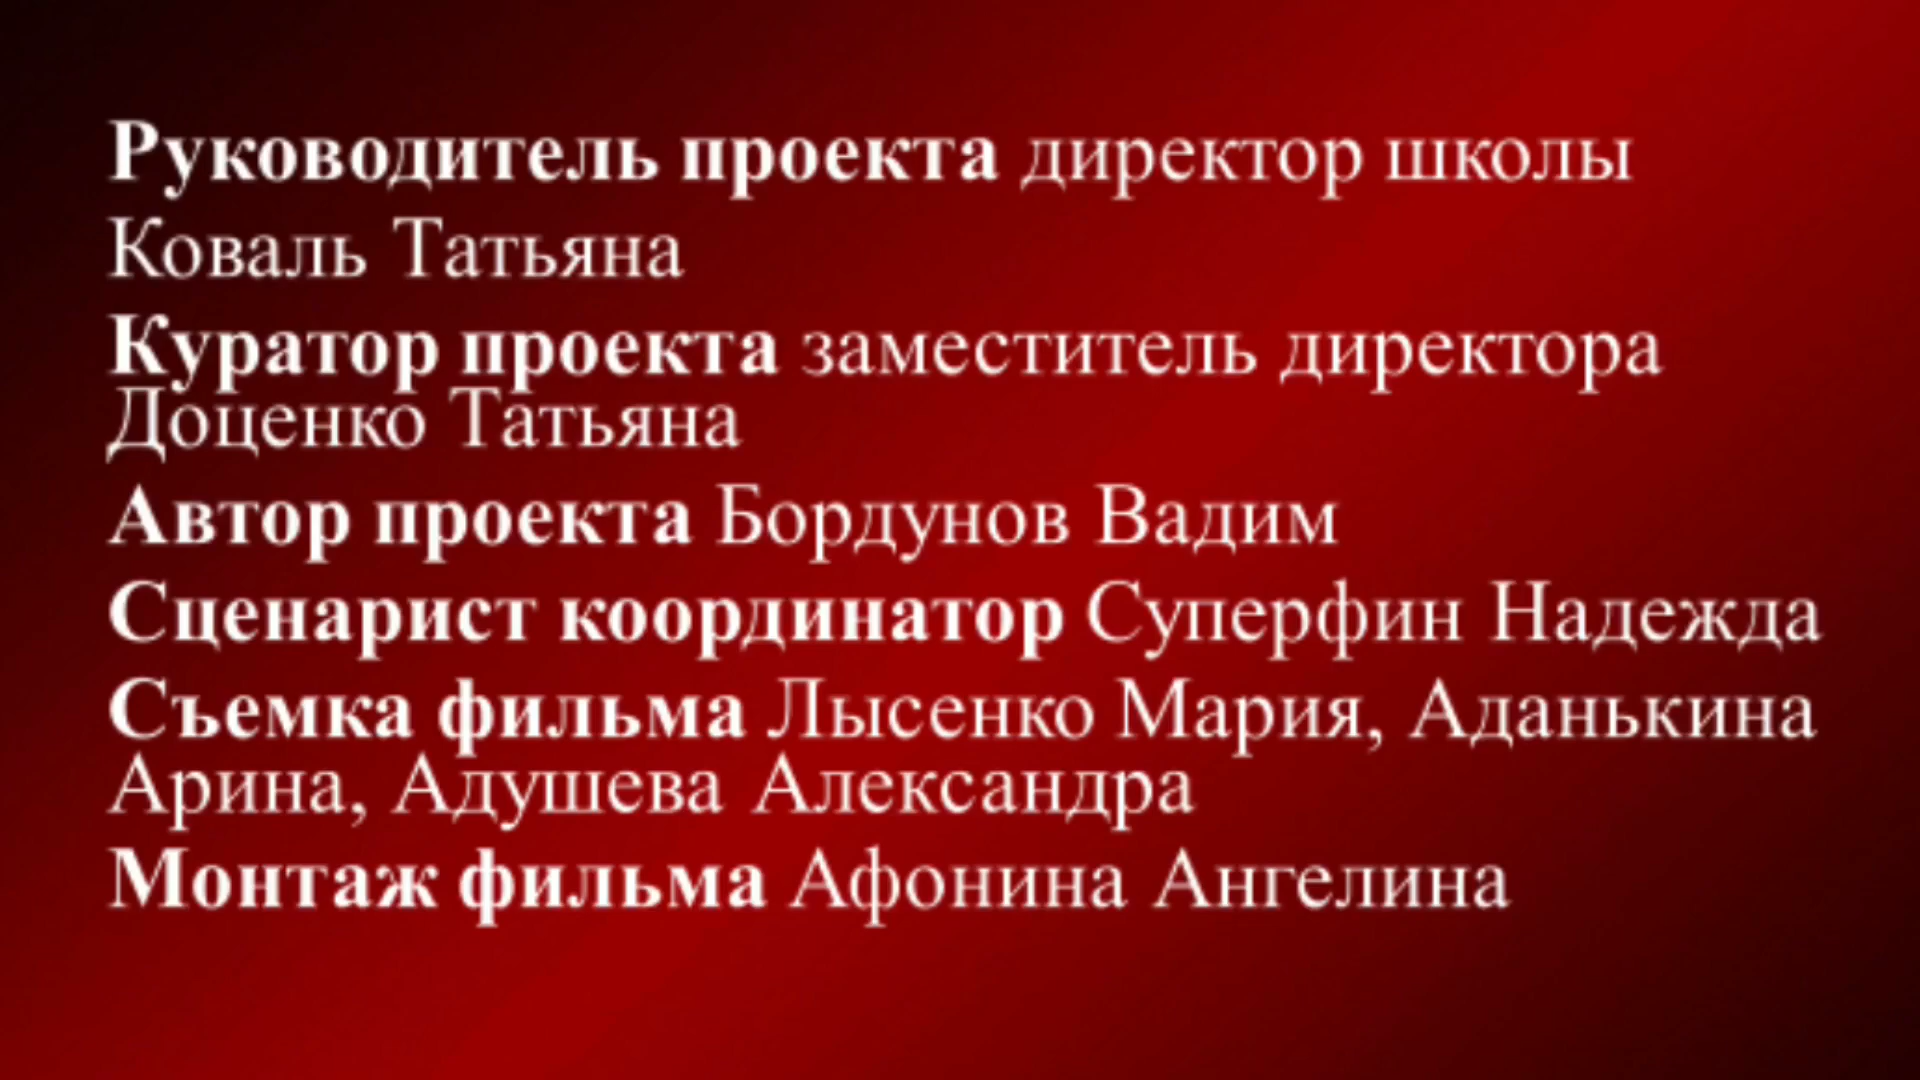 Руководитель проекта директор школы
Коваль Татьяна
Куратор проекта заместитель директора
Доценко Татьяна
Автор проекта Бордунов Вадим
Сценарист координатор Суперфин Надежда
Съемка фильма Лысенко Мария, Аданькина
Арина, Адушева Александра
Монтаж фильма Афонина Ангелина